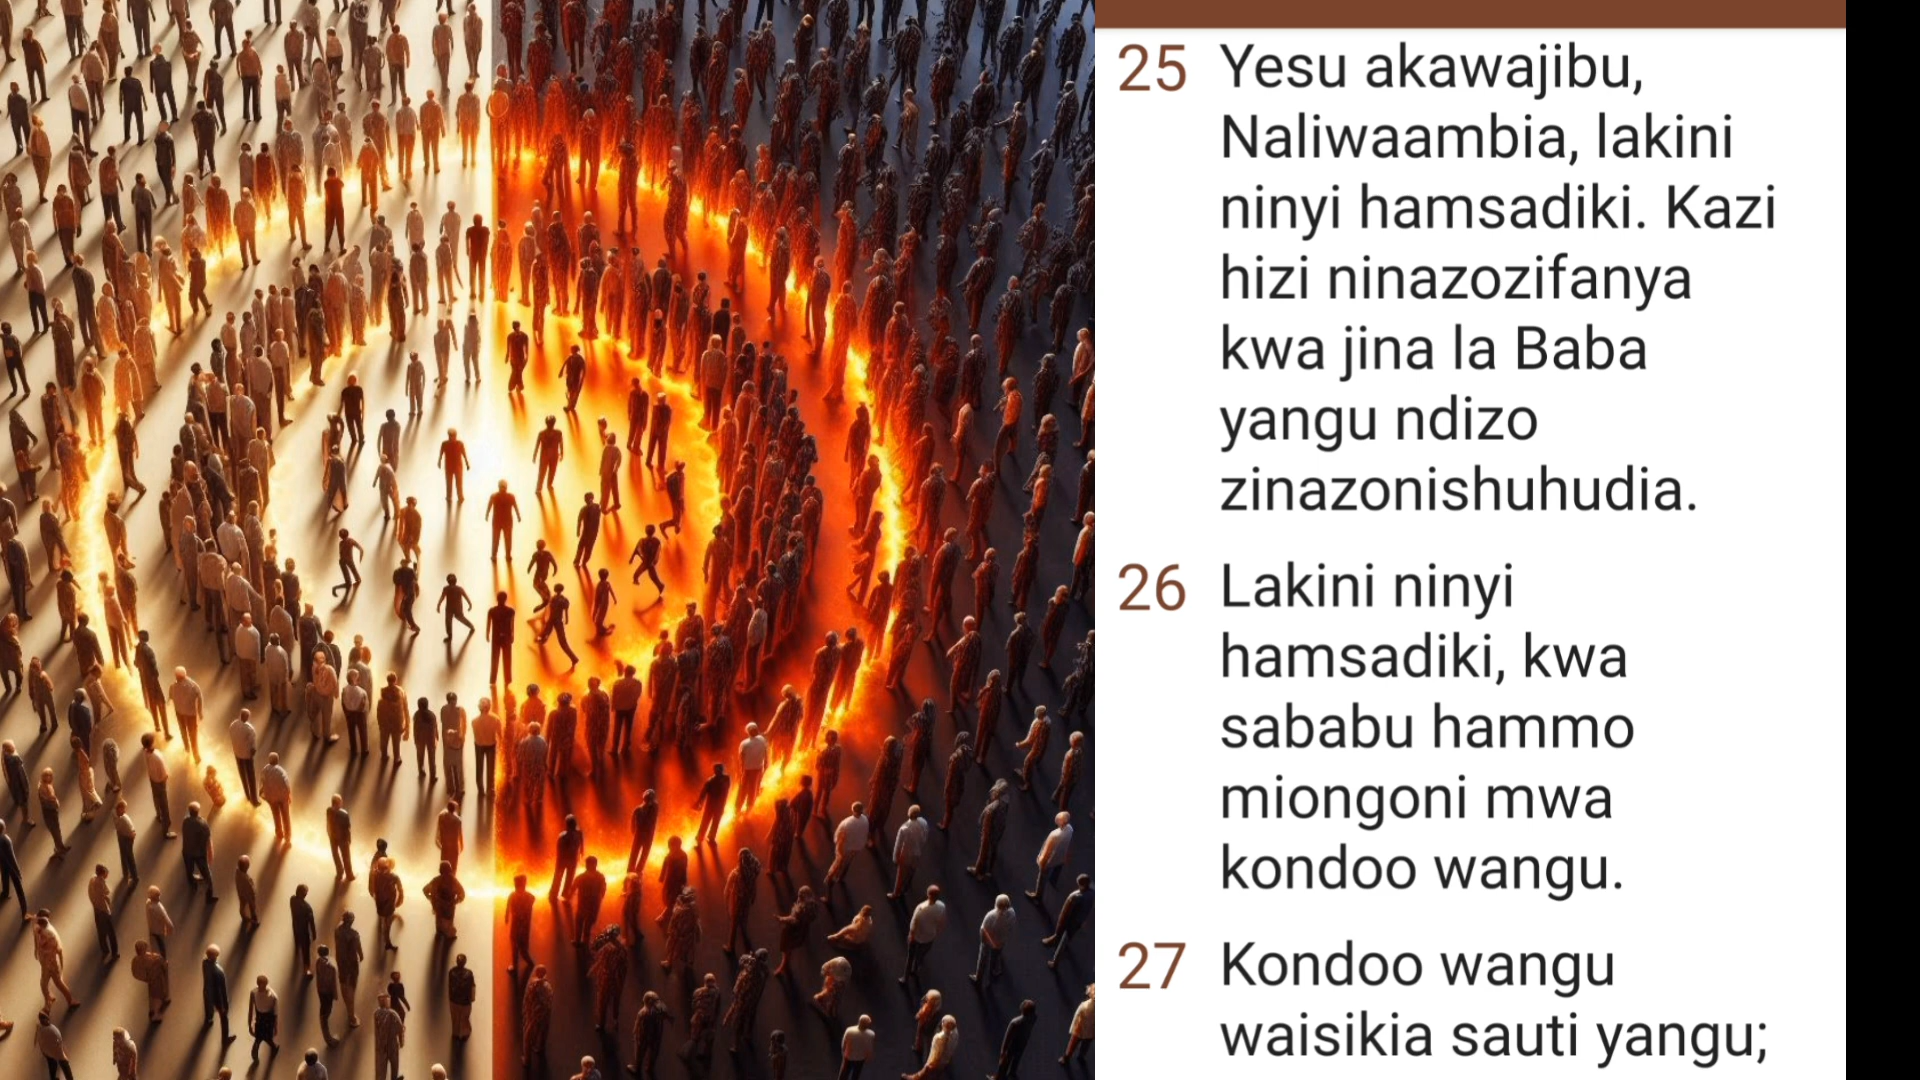 25 Yesu akawajibu,
Naliwaambia, lakini
ninyi hamsadiki. Kazi
hizi ninazozifanya
kwa jina la Baba
yangu ndizo
zinazonishuhudia.
26 Lakini ninyi
hamsadiki, kwa
sababu hammo
miongoni mwa
kondoo wangu.
27 Kondoo wangu
waisikia sauti yangu;